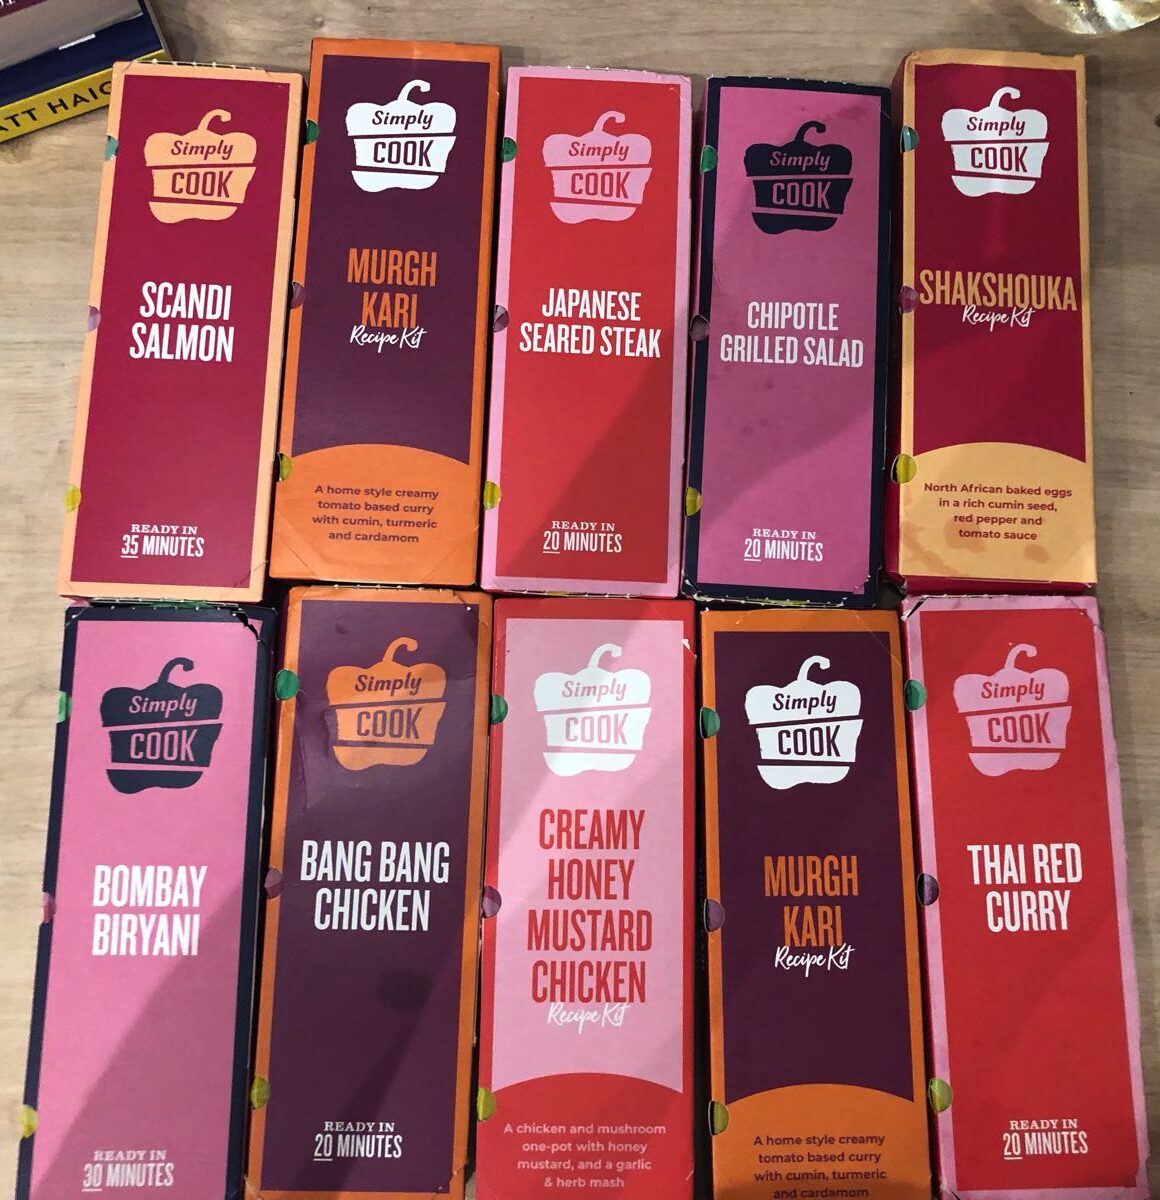 ATT HAIG
Simply
COOK
SCANDI
SALMON
READY IN
35 MINUTES
Simply
COOK
MURGH
KARI
Recipe Kit
A home style creamy
tomato based curry
with cumin, turmeric
and cardamom
Simply
COOK
JAPANESE
SEARED STEAK
READY IN
20 MINUTES
Simply
COOK
CHIPOTLE
GRILLED SALAD
READY IN
20 MINUTES
Simply
COOK
SHAKSHOUKA
Recipe Kit
North African baked eggs
in a rich cumin seed,
red pepper and
tomato sauce
Simply
COOK
BOMBAY
BIRYANI
READY IN
30 MINUTES
Simply
COOK
BANG BANG
CHICKEN
READY IN
20 MINUTES
Simply
COOK
CREAMY
HONEY
MUSTARD
CHICKEN
Recipe Kit
A chicken and mushroom
one-pot with honey
mustard, and a garlic
& herb mash
Simply
COOK
MURGH
KARI
Recipe Kit
A home style creamy
tomato based curry
with cumin, turmeric
and cardamom
Simply
COOK
THAI RED
CURRY
READY IN
20 MINUTES